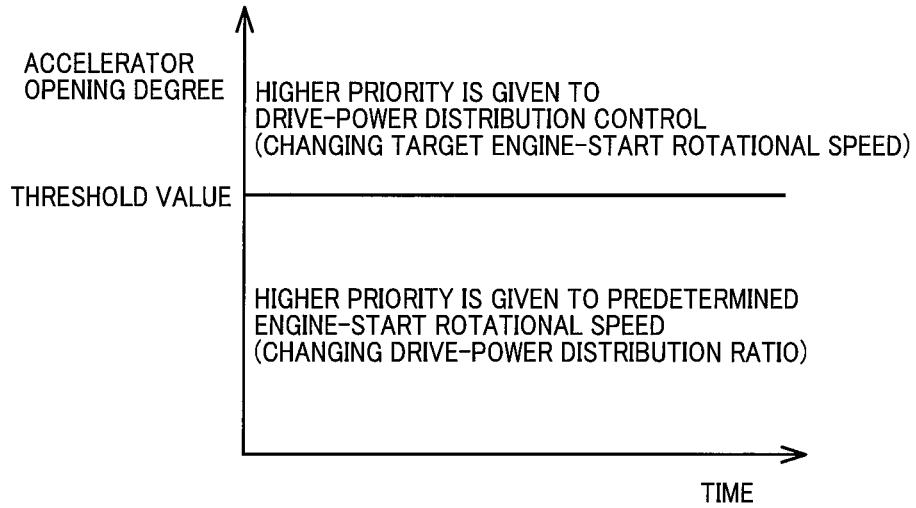 ACCELERATOR
OPENING DEGREE
HIGHER PRIORITY IS GIVEN TO
DRIVE-POWER DISTRIBUTION CONTROL
(CHANGING TARGET ENGINE-START ROTATIONAL SPEED)
THRESHOLD VALUE
HIGHER PRIORITY IS GIVEN TO PREDETERMINED
ENGINE-START ROTATIONAL SPEED
(CHANGING DRIVE-POWER DISTRIBUTION RATIO)
TIME